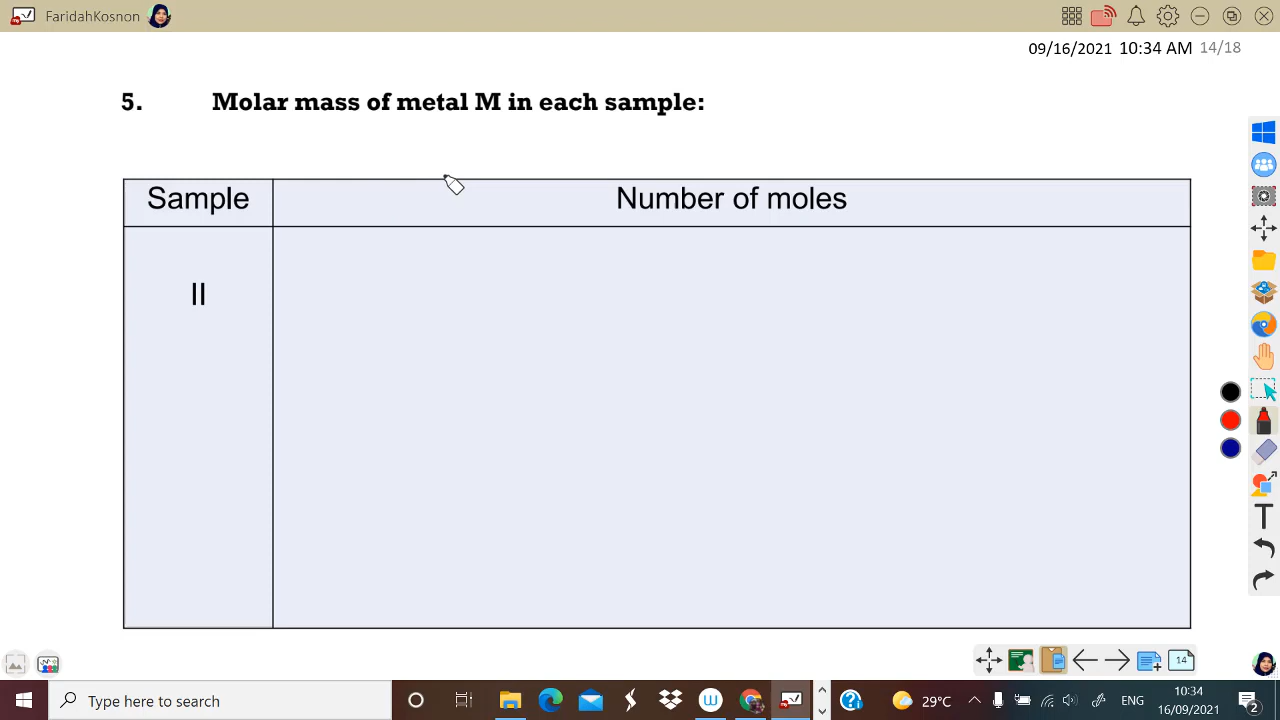 FaridahKosnon
09/16/2021 10:34 AM 14/18
5. Molar mass of metal M in each sample:
Sample Number of moles
II
14
Type here to search
29°C ENG 10:34
16/09/2021 2